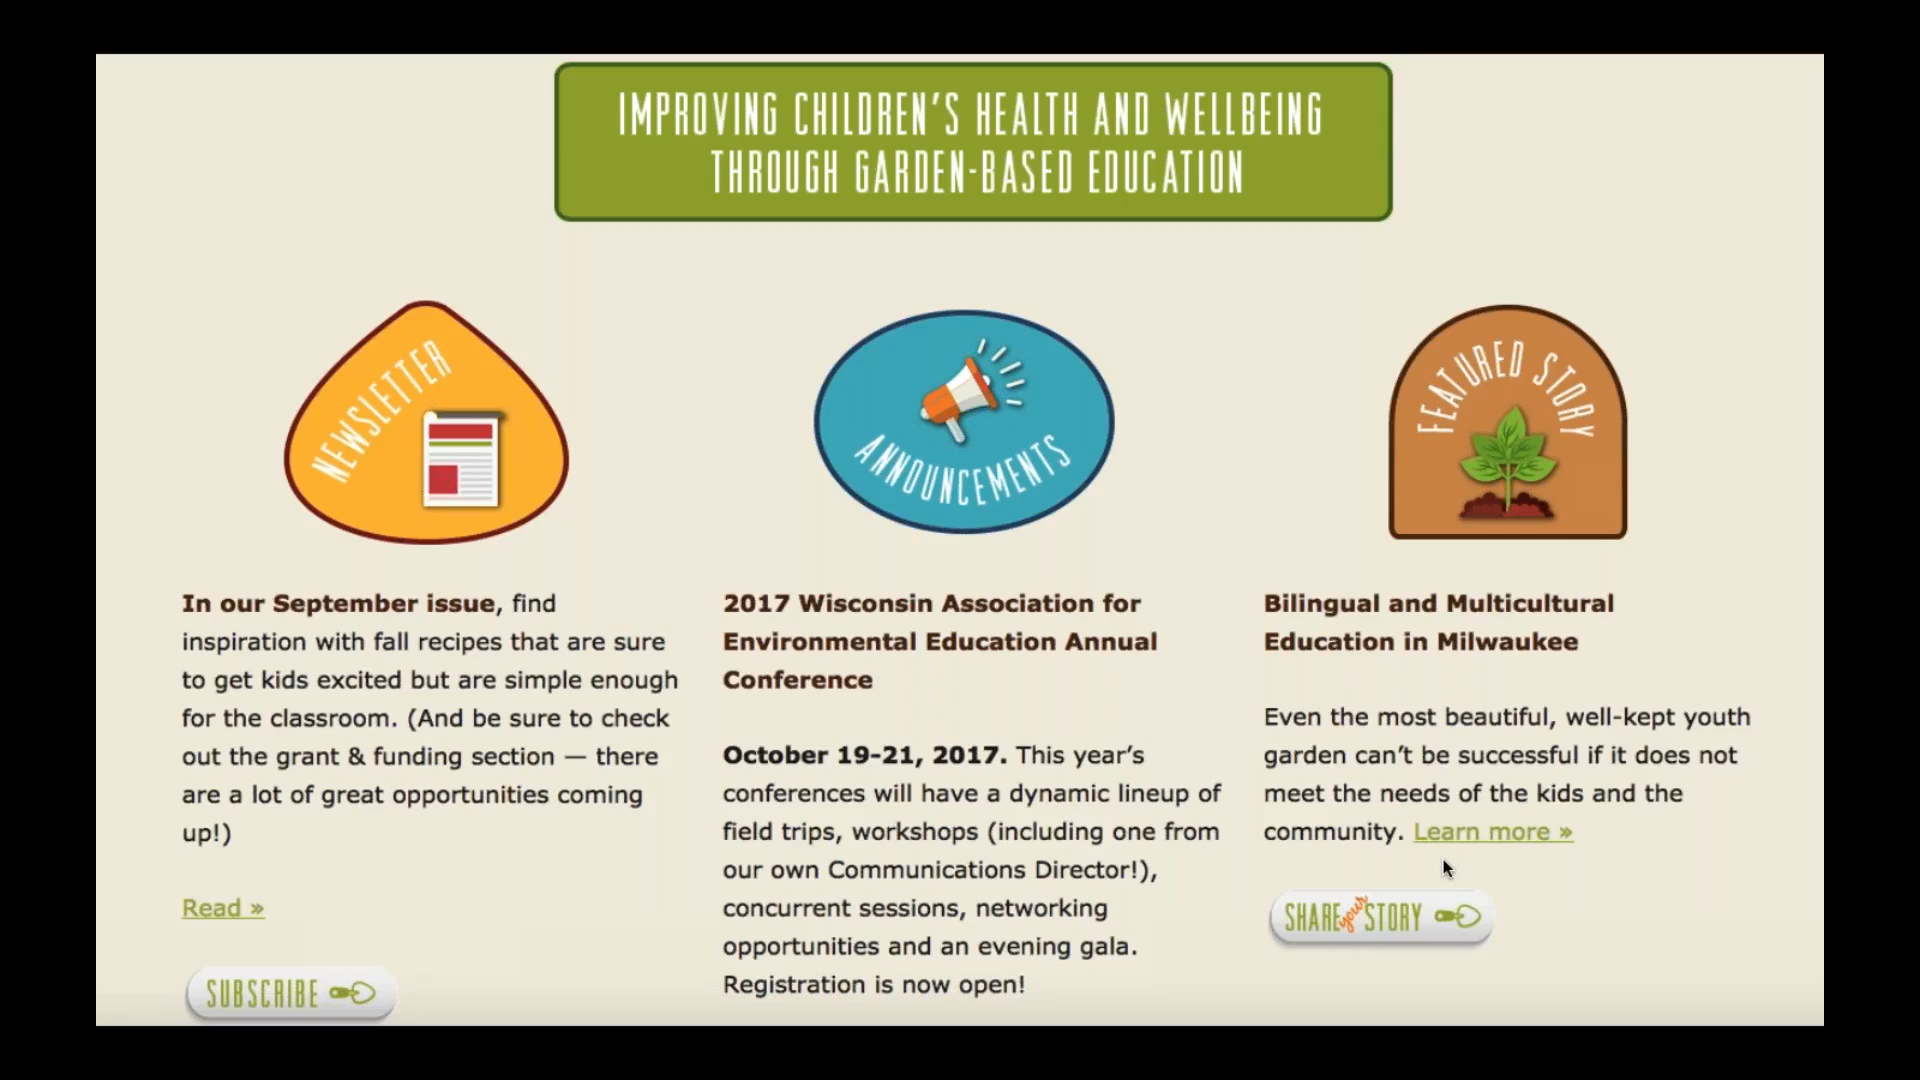 IMPROVING CHILDREN'S HEALTH AND WELLBEING
THROUGH GARDEN-BASED EDUCATION
NEWSLETTER
ANNOUNCEMENTS
FEATURED STORY
In our September issue, find
inspiration with fall recipes that are sure
to get kids excited but are simple enough
for the classroom. (And be sure to check
out the grant & funding section — there
are a lot of great opportunities coming
up!)
Read »
SUBSCRIBE
2017 Wisconsin Association for
Environmental Education Annual
Conference
October 19-21, 2017. This year’s
conferences will have a dynamic lineup of
field trips, workshops (including one from
our own Communications Director!),
concurrent sessions, networking
opportunities and an evening gala.
Registration is now open!
Bilingual and Multicultural
Education in Milwaukee
Even the most beautiful, well-kept youth
garden can’t be successful if it does not
meet the needs of the kids and the
community. Learn more »
SHARE your STORY